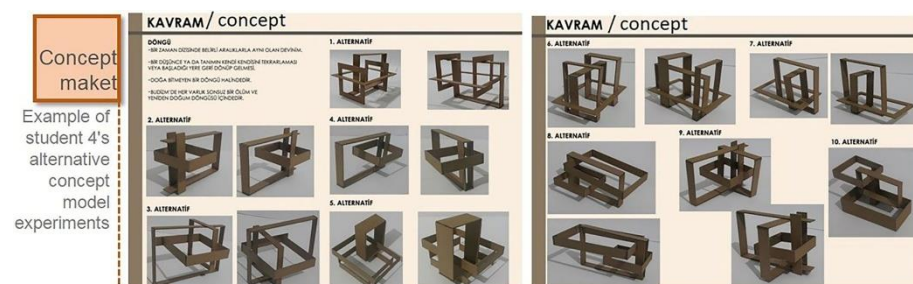 Concept
maket
Example of
student 4's
alternative
concept
model
experiments
KAVRAM / concept
DÖNGÜ
-BİR ZAMAN DİZİSİNDE BELİRLİ ARALIKLARLA AYNI OLAN DEVİNİM.
-BİR DÜŞÜNCE YA DA TANIMIN KENDİ KENDİSİNİ TEKRARLAMASI
VEYA BAŞLADIĞI YERE GERİ DÖNÜP GELMESİ.
-DOĞA BİTMEYEN BİR DÖNGÜ HALİNDEDİR.
-BUDİZM'DE HER VARLIK SONSUZ BİR ÖLÜM VE
YENİDEN DOĞUM DÖNGÜSÜ İÇİNDEDİR.
1. ALTERNATİF
2. ALTERNATİF
4. ALTERNATİF
3. ALTERNATİF
5. ALTERNATİF
KAVRAM / concept
6. ALTERNATİF
7. ALTERNATİF
8. ALTERNATİF
9. ALTERNATİF
10. ALTERNATİF